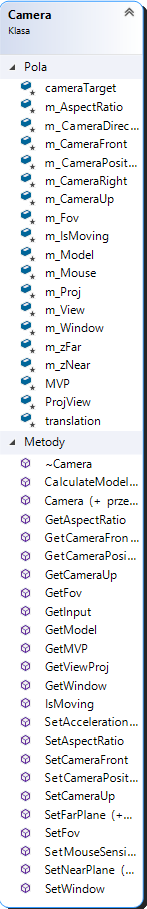 Camera
Klasa
Pola
cameraTarget
m_AspectRatio
m_CameraDirec...
m_CameraFront
m_CameraPosit...
m_CameraRight
m_CameraUp
m_Fov
m_IsMoving
m_Model
m_Mouse
m_Proj
m_View
m_Window
m_zFar
m_zNear
MVP
ProjView
translation
Metody
~Camera
CalculateModel...
Camera (+ prze...
GetAspectRatio
GetCameraFron...
GetCameraPosi...
GetCameraUp
GetFov
GetInput
GetModel
GetMVP
GetViewProj
GetWindow
IsMoving
SetAcceleration...
SetAspectRatio
SetCameraFront
SetCameraPosit...
SetCameraUp
SetFarPlane (+...
SetFov
SetMouseSensi...
SetNearPlane (...
SetWindow